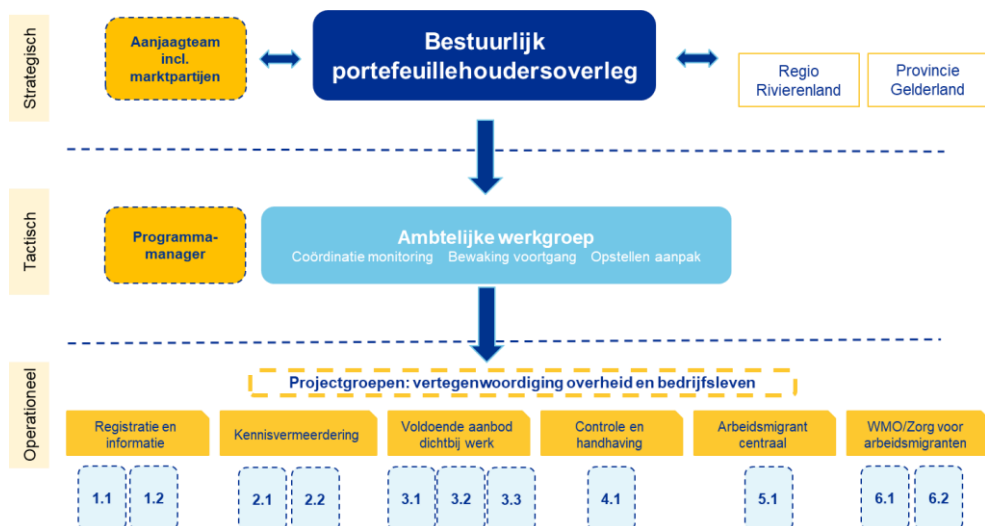 Strategisch
Aanjaagteam
incl.
marktpartijen
Bestuurlijk
portefeuillehoudersoverleg
Regio
Rivierenland
Provincie
Gelderland
Tactisch
Programma-
manager
Ambtelijke werkgroep
Coördinatie monitoring Bewaking voortgang Opstellen aanpak
Operationeel
Projectgroepen: vertegenwoordiging overheid en bedrijfsleven
Registratie en
informatie
Kennisvermeerdering
Voldoende aanbod
dichtbij werk
Controle en
handhaving
Arbeidsmigrant
centraal
WMO/Zorg voor
arbeidsmigranten
1.1
1.2
2.1
2.2
3.1
3.2
3.3
4.1
5.1
6.1
6.2